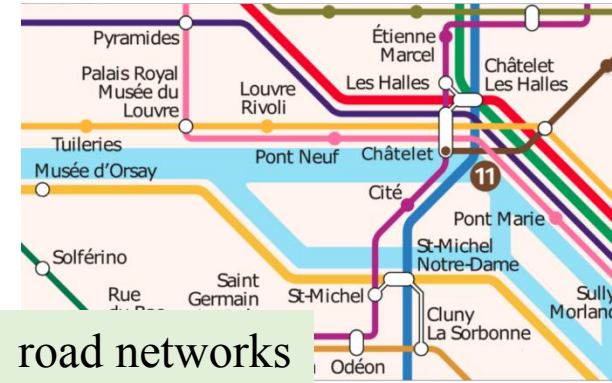 Pyramides
Étienne
Marcel
Palais Royal
Musée du
Louvre
Louvre
Rivoli
Les Halles
Châtelet
Les Halles
Tuileries
Pont Neuf
Châtelet
Musée d'Orsay
11
Cité
Pont Marie
Solférino
St-Michel
Notre-Dame
Rue
Saint
Germain
St-Michel
Sully
Morland
Cluny
La Sorbonne
road networks
Odéon